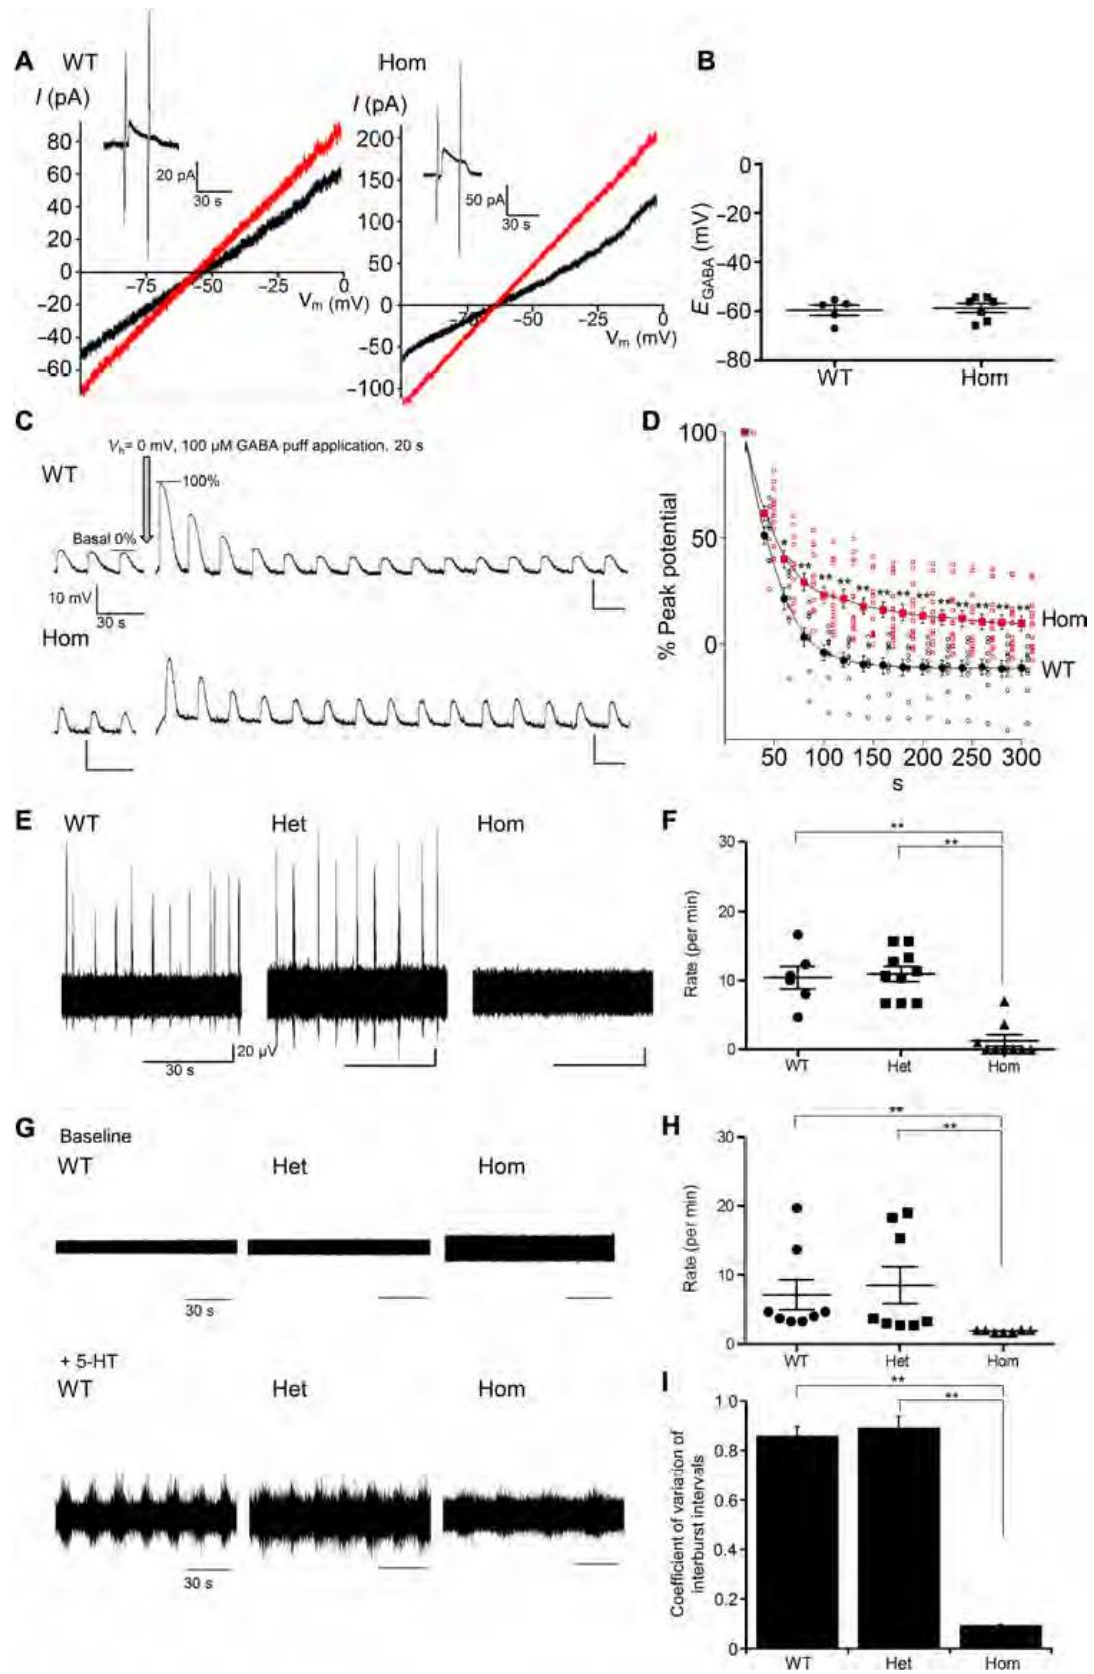 A WT Hom B
I (pA) I (pA)
80
60
40
20
0
−20
−40
−60
−75 −50 −25 0
Vm (mV)
20 pA
30 s
200
150
100
50
0
−50
−100
−50 −25 0
Vm (mV)
50 pA
30 s
EGABA (mV)
0
−20
−40
−60
−80
WT Hom
C
Vh= 0 mV, 100 µM GABA puff application, 20 s
WT
100%
Basal 0%
10 mV
30 s
Hom
D
% Peak potential
100
50
0
Hom
WT
50 100 150 200 250 300
s
E WT Het Hom
20 µV
30 s
F
Rate (per min)
30
20
10
0
**
**
WT Het Hom
G Baseline
WT Het Hom
30 s
+ 5-HT
WT Het Hom
30 s
H
Rate (per min)
30
20
10
0
**
**
WT Het Hom
I
Coefficient of variation of
interburst intervals
1.0
0.8
0.6
0.4
0.2
0
**
**
WT Het Hom